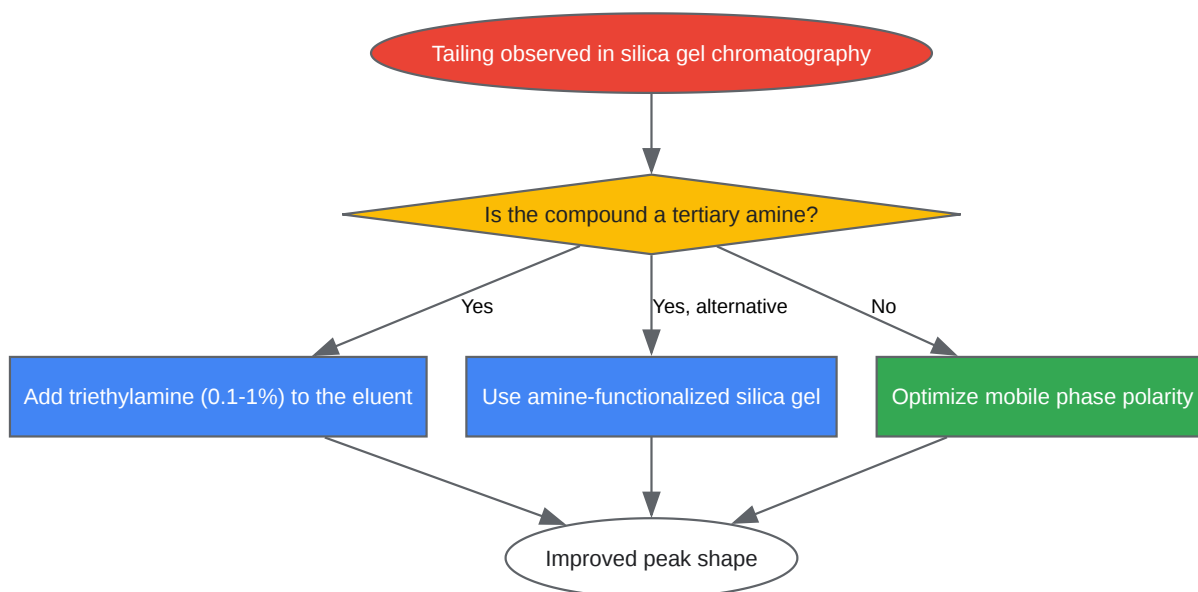 Tailing observed in silica gel chromatography
Is the compound a tertiary amine?
Yes
Yes, alternative
No
Add triethylamine (0.1-1%) to the eluent
Use amine-functionalized silica gel
Optimize mobile phase polarity
Improved peak shape